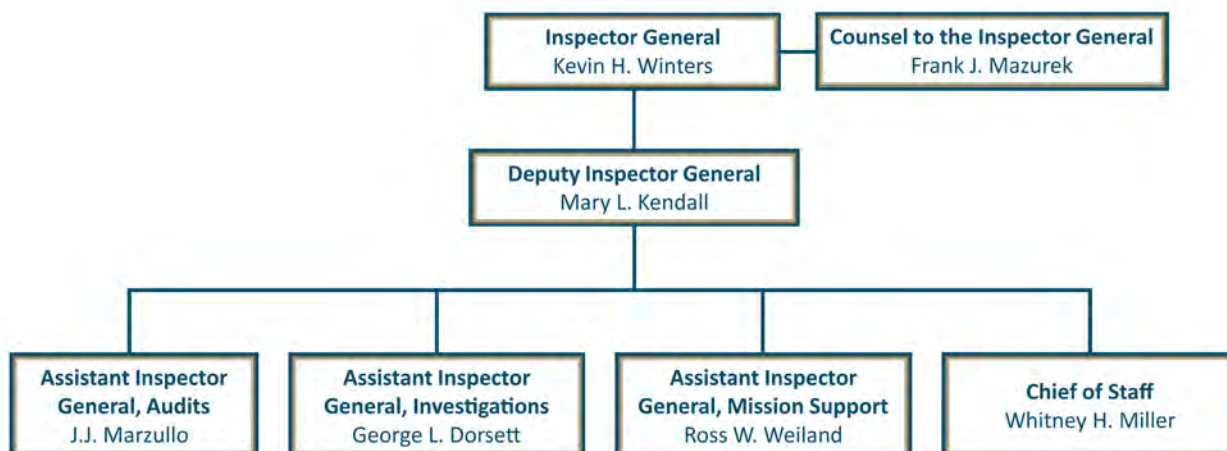 Inspector General
Kevin H. Winters
Counsel to the Inspector General
Frank J. Mazurek
Deputy Inspector General
Mary L. Kendall
Assistant Inspector
General, Audits
J.J. Marzullo
Assistant Inspector
General, Investigations
George L. Dorsett
Assistant Inspector
General, Mission Support
Ross W. Weiland
Chief of Staff
Whitney H. Miller